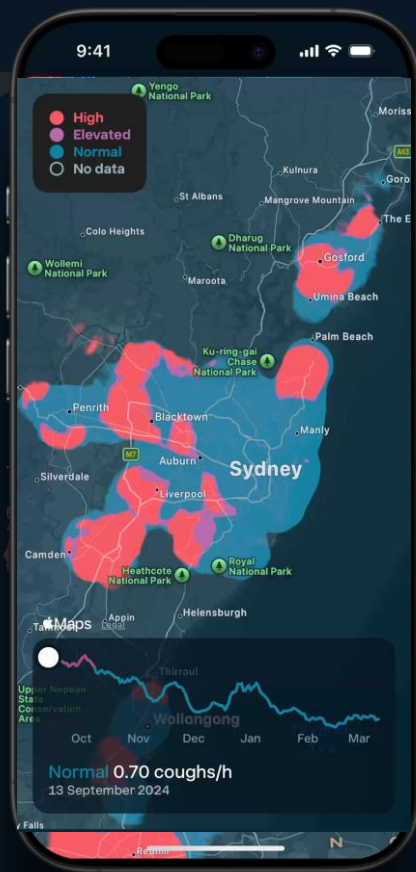 9:41
High
Elevated
Normal
No data
Yengo
National Park
Moriss
A43
Goro
Kulnura
St Albans
Mangrove Mountain
The E
Colo Heights
Dharug
National Park
Gosford
Wollemi
National Park
Maroota
Umina Beach
Palm Beach
Ku-ring-gai
Chase
National Park
Penrith
Blacktown
Manly
M7
Auburn
Sydney
Silverdale
Liverpool
Camden
Heathcote
National Park
Royal
National Park
Maps
Legal
Appin
Helensburgh
Thirroul
Upper Nepean
State
Conservation
Area
Wollongong
Oct Nov Dec Jan Feb Mar
Normal 0.70 coughs/h
13 September 2024
y Falls